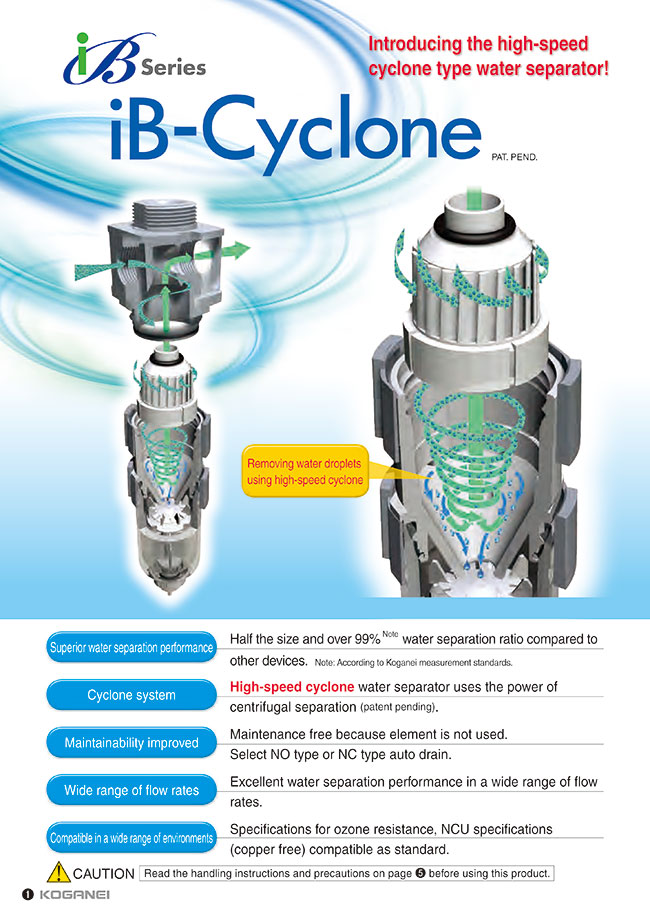 iB Series
Introducing the high-speed
cyclone type water separator!
iB-Cyclone
PAT. PEND.
Removing water droplets
using high-speed cyclone
Superior water separation performance
Half the size and over 99% Note water separation ratio compared to
other devices. Note: According to Koganei measurement standards.
Cyclone system
High-speed cyclone water separator uses the power of
centrifugal separation (patent pending).
Maintainability improved
Maintenance free because element is not used.
Select NO type or NC type auto drain.
Wide range of flow rates
Excellent water separation performance in a wide range of flow
rates.
Compatible in a wide range of environments
Specifications for ozone resistance, NCU specifications
(copper free) compatible as standard.
CAUTION Read the handling instructions and precautions on page ❺ before using this product.
❶ KOGANEI